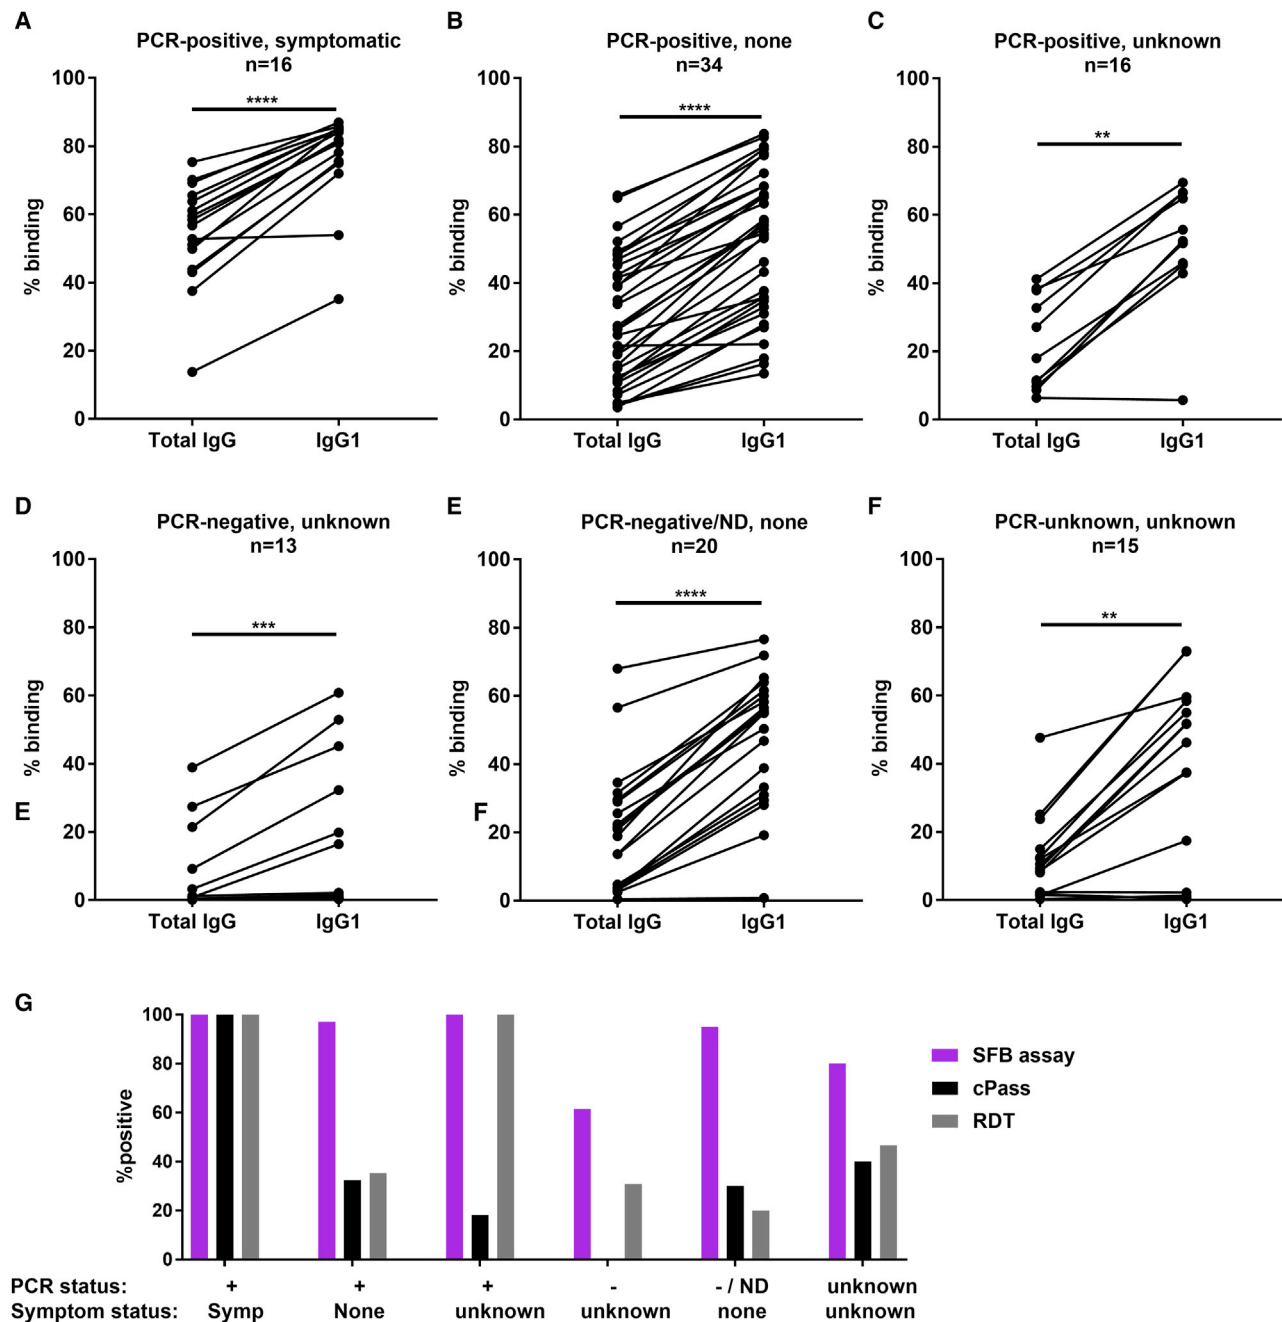 A
PCR-positive, symptomatic
n=16
****
100
80
60
40
20
0
% binding
Total IgG
IgG1
B
PCR-positive, none
n=34
****
100
80
60
40
20
0
% binding
Total IgG
IgG1
C
PCR-positive, unknown
n=16
**
100
80
60
40
20
0
% binding
Total IgG
IgG1
D
PCR-negative, unknown
n=13
***
100
80
60
40
20
0
% binding
E
Total IgG
IgG1
E
PCR-negative/ND, none
n=20
****
100
80
60
40
20
0
% binding
F
Total IgG
IgG1
F
PCR-unknown, unknown
n=15
**
100
80
60
40
20
0
% binding
Total IgG
IgG1
G
100
80
60
40
20
0
%positive
SFB assay
cPass
RDT
PCR status: + + + - - / ND unknown
Symptom status: Symp None unknown unknown none unknown